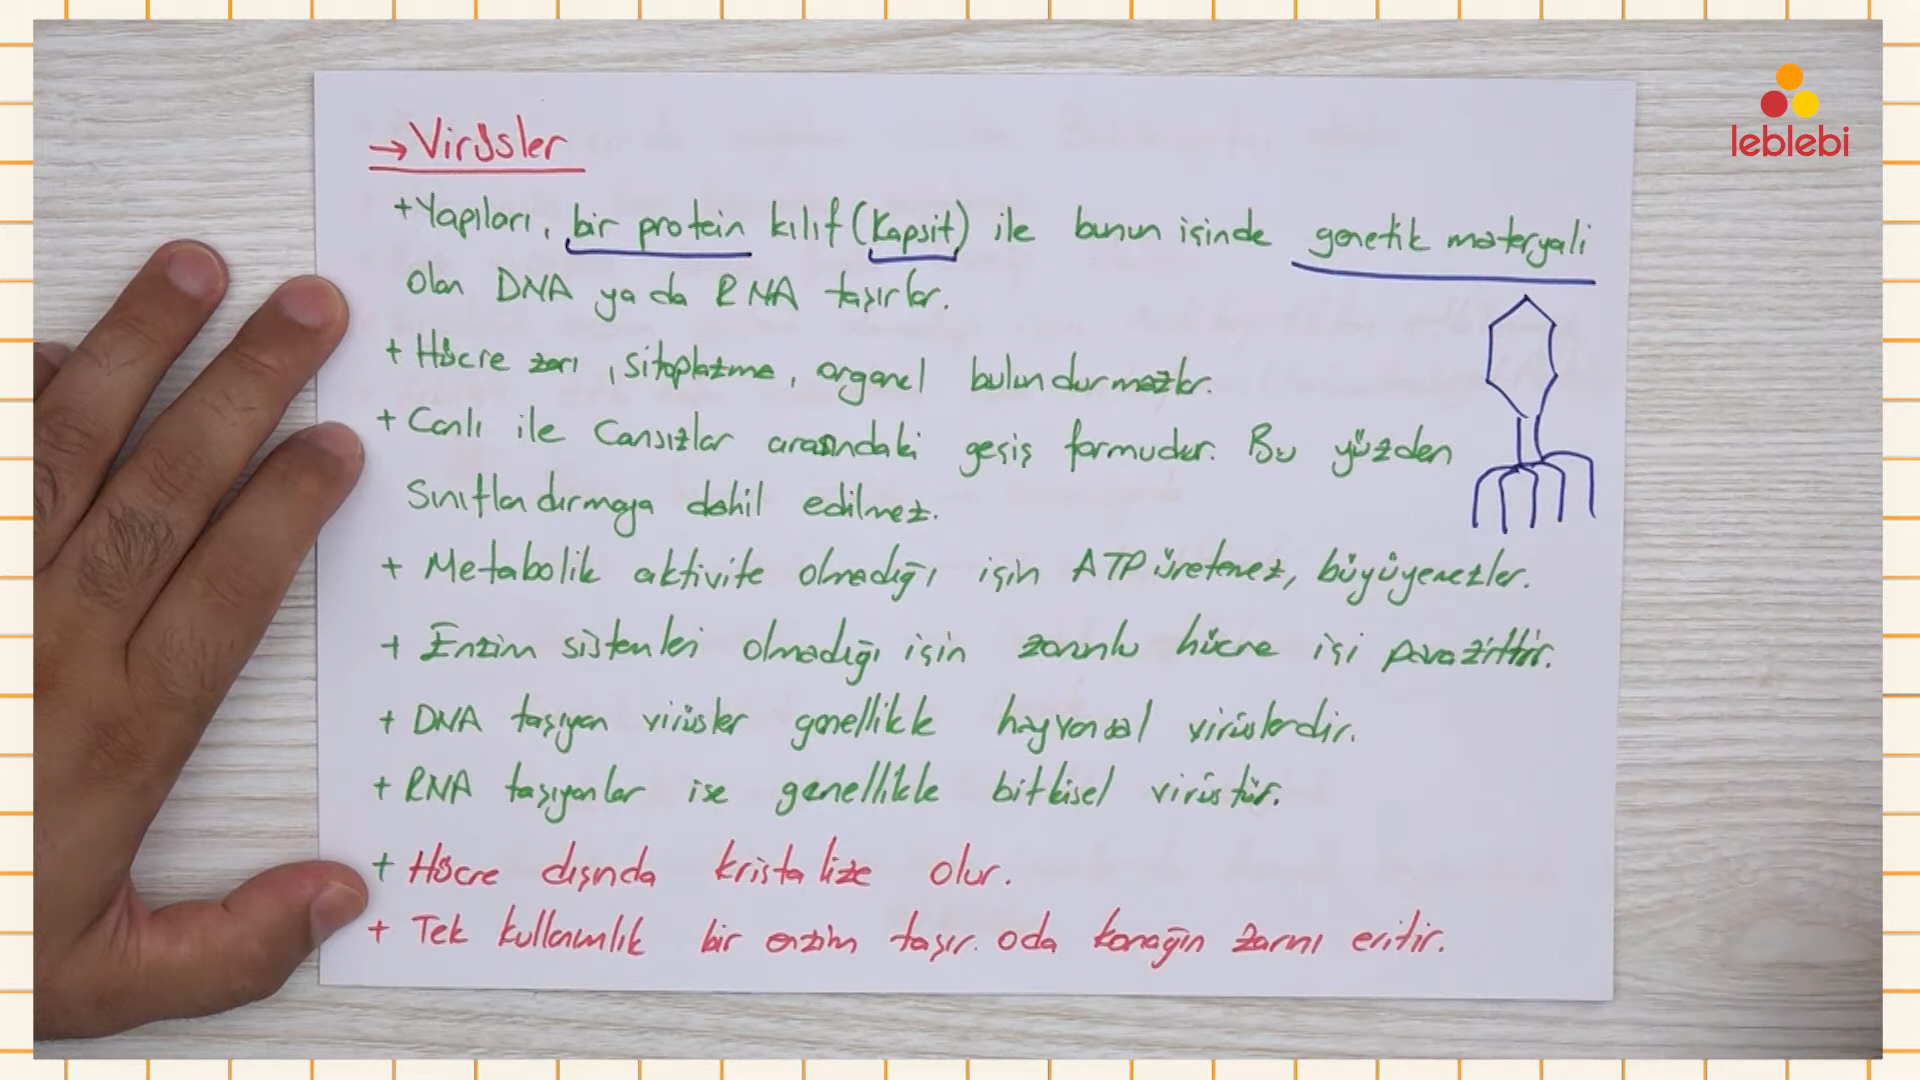 leblebi
→ Virüsler
+ Yapıları, bir protein kılıf (Kapsit) ile bunun içinde genetik materyali
olan DNA ya da RNA taşırlar.
+ Hücre zarı, sitoplazma, organel bulundurmazlar.
+ Canlı ile Cansızlar arasındaki geçiş formudur. Bu yüzden
Sınıflandırmaya dahil edilmez.
+ Metabolik aktivite olmadığı için ATP üretemez, büyüyemezler.
+ Enzim sistemleri olmadığı için zorunlu hücre içi parazittir.
+ DNA taşıyan virüsler genellikle hayvansal virüslerdir.
+ RNA taşıyanlar ise genellikle bitkisel virüstür.
+ Hücre dışında kristalize olur.
+ Tek kullanımlık bir enzim taşır. oda konağın zarını eritir.